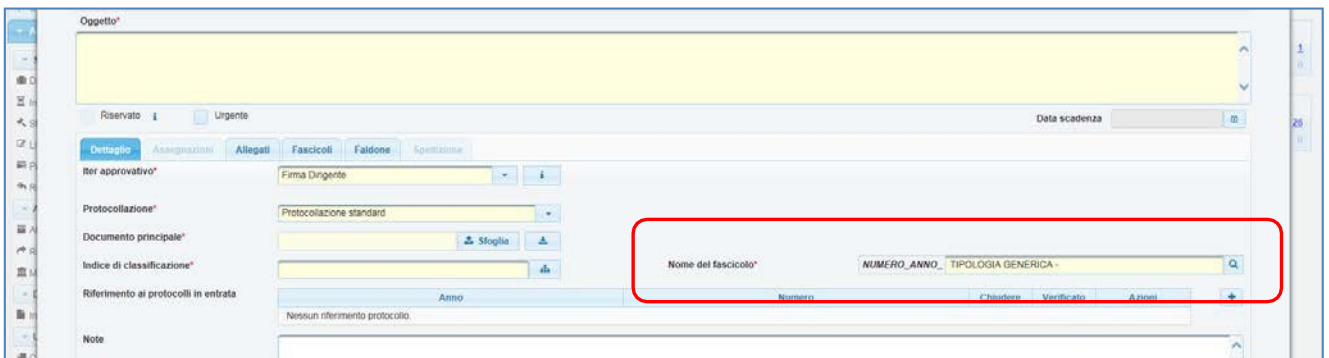 Oggetto*
1
Riservato i Urgente Data scadenza
26
Dettaglio Assegnazioni Allegati Fascicoli Faldone Spedizione
Iter approvativo* Firma Dirigente i
Protocollazione* Protocollazione standard
Documento principale* Sfoglia
Indice di classificazione* Nome del fascicolo* NUMERO_ANNO_ TIPOLOGIA GENERICA -
Riferimento ai protocolli in entrata Anno Numero Chiudere Verificato Azioni +
Nessun riferimento protocollo.
Note